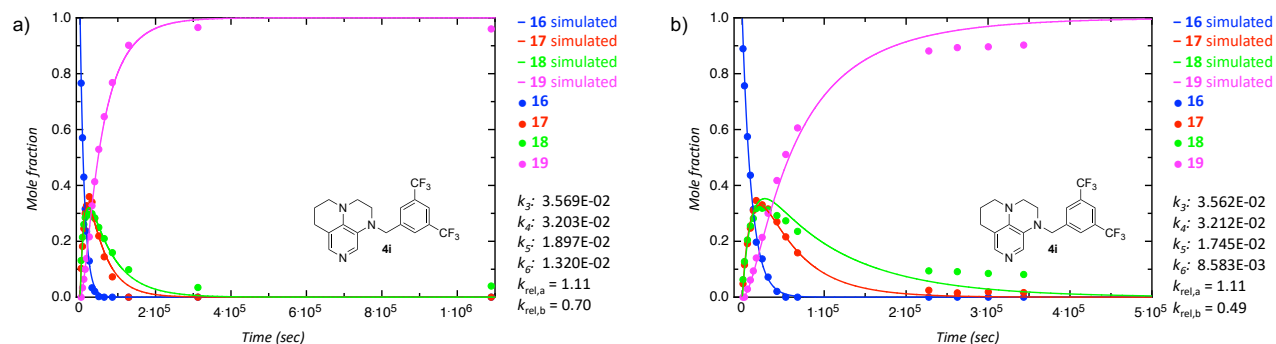 a)
Mole fraction
1.0
0.8
0.6
0.4
0.2
0.0
0
2·10⁵
4·10⁵
6·10⁵
8·10⁵
1·10⁶
Time (sec)
N
N
N
CF₃
CF₃
4i
– 16 simulated
– 17 simulated
– 18 simulated
– 19 simulated
16
17
18
19
k₃: 3.569E-02
k₄: 3.203E-02
k₅: 1.897E-02
k₆: 1.320E-02
k_rel,a = 1.11
k_rel,b = 0.70
b)
Mole fraction
1.0
0.8
0.6
0.4
0.2
0.0
0
1·10⁵
2·10⁵
3·10⁵
4·10⁵
5·10⁵
Time (sec)
N
N
N
CF₃
CF₃
4i
– 16 simulated
– 17 simulated
– 18 simulated
– 19 simulated
16
17
18
19
k₃: 3.562E-02
k₄: 3.212E-02
k₅: 1.745E-02
k₆: 8.583E-03
k_rel,a = 1.11
k_rel,b = 0.49